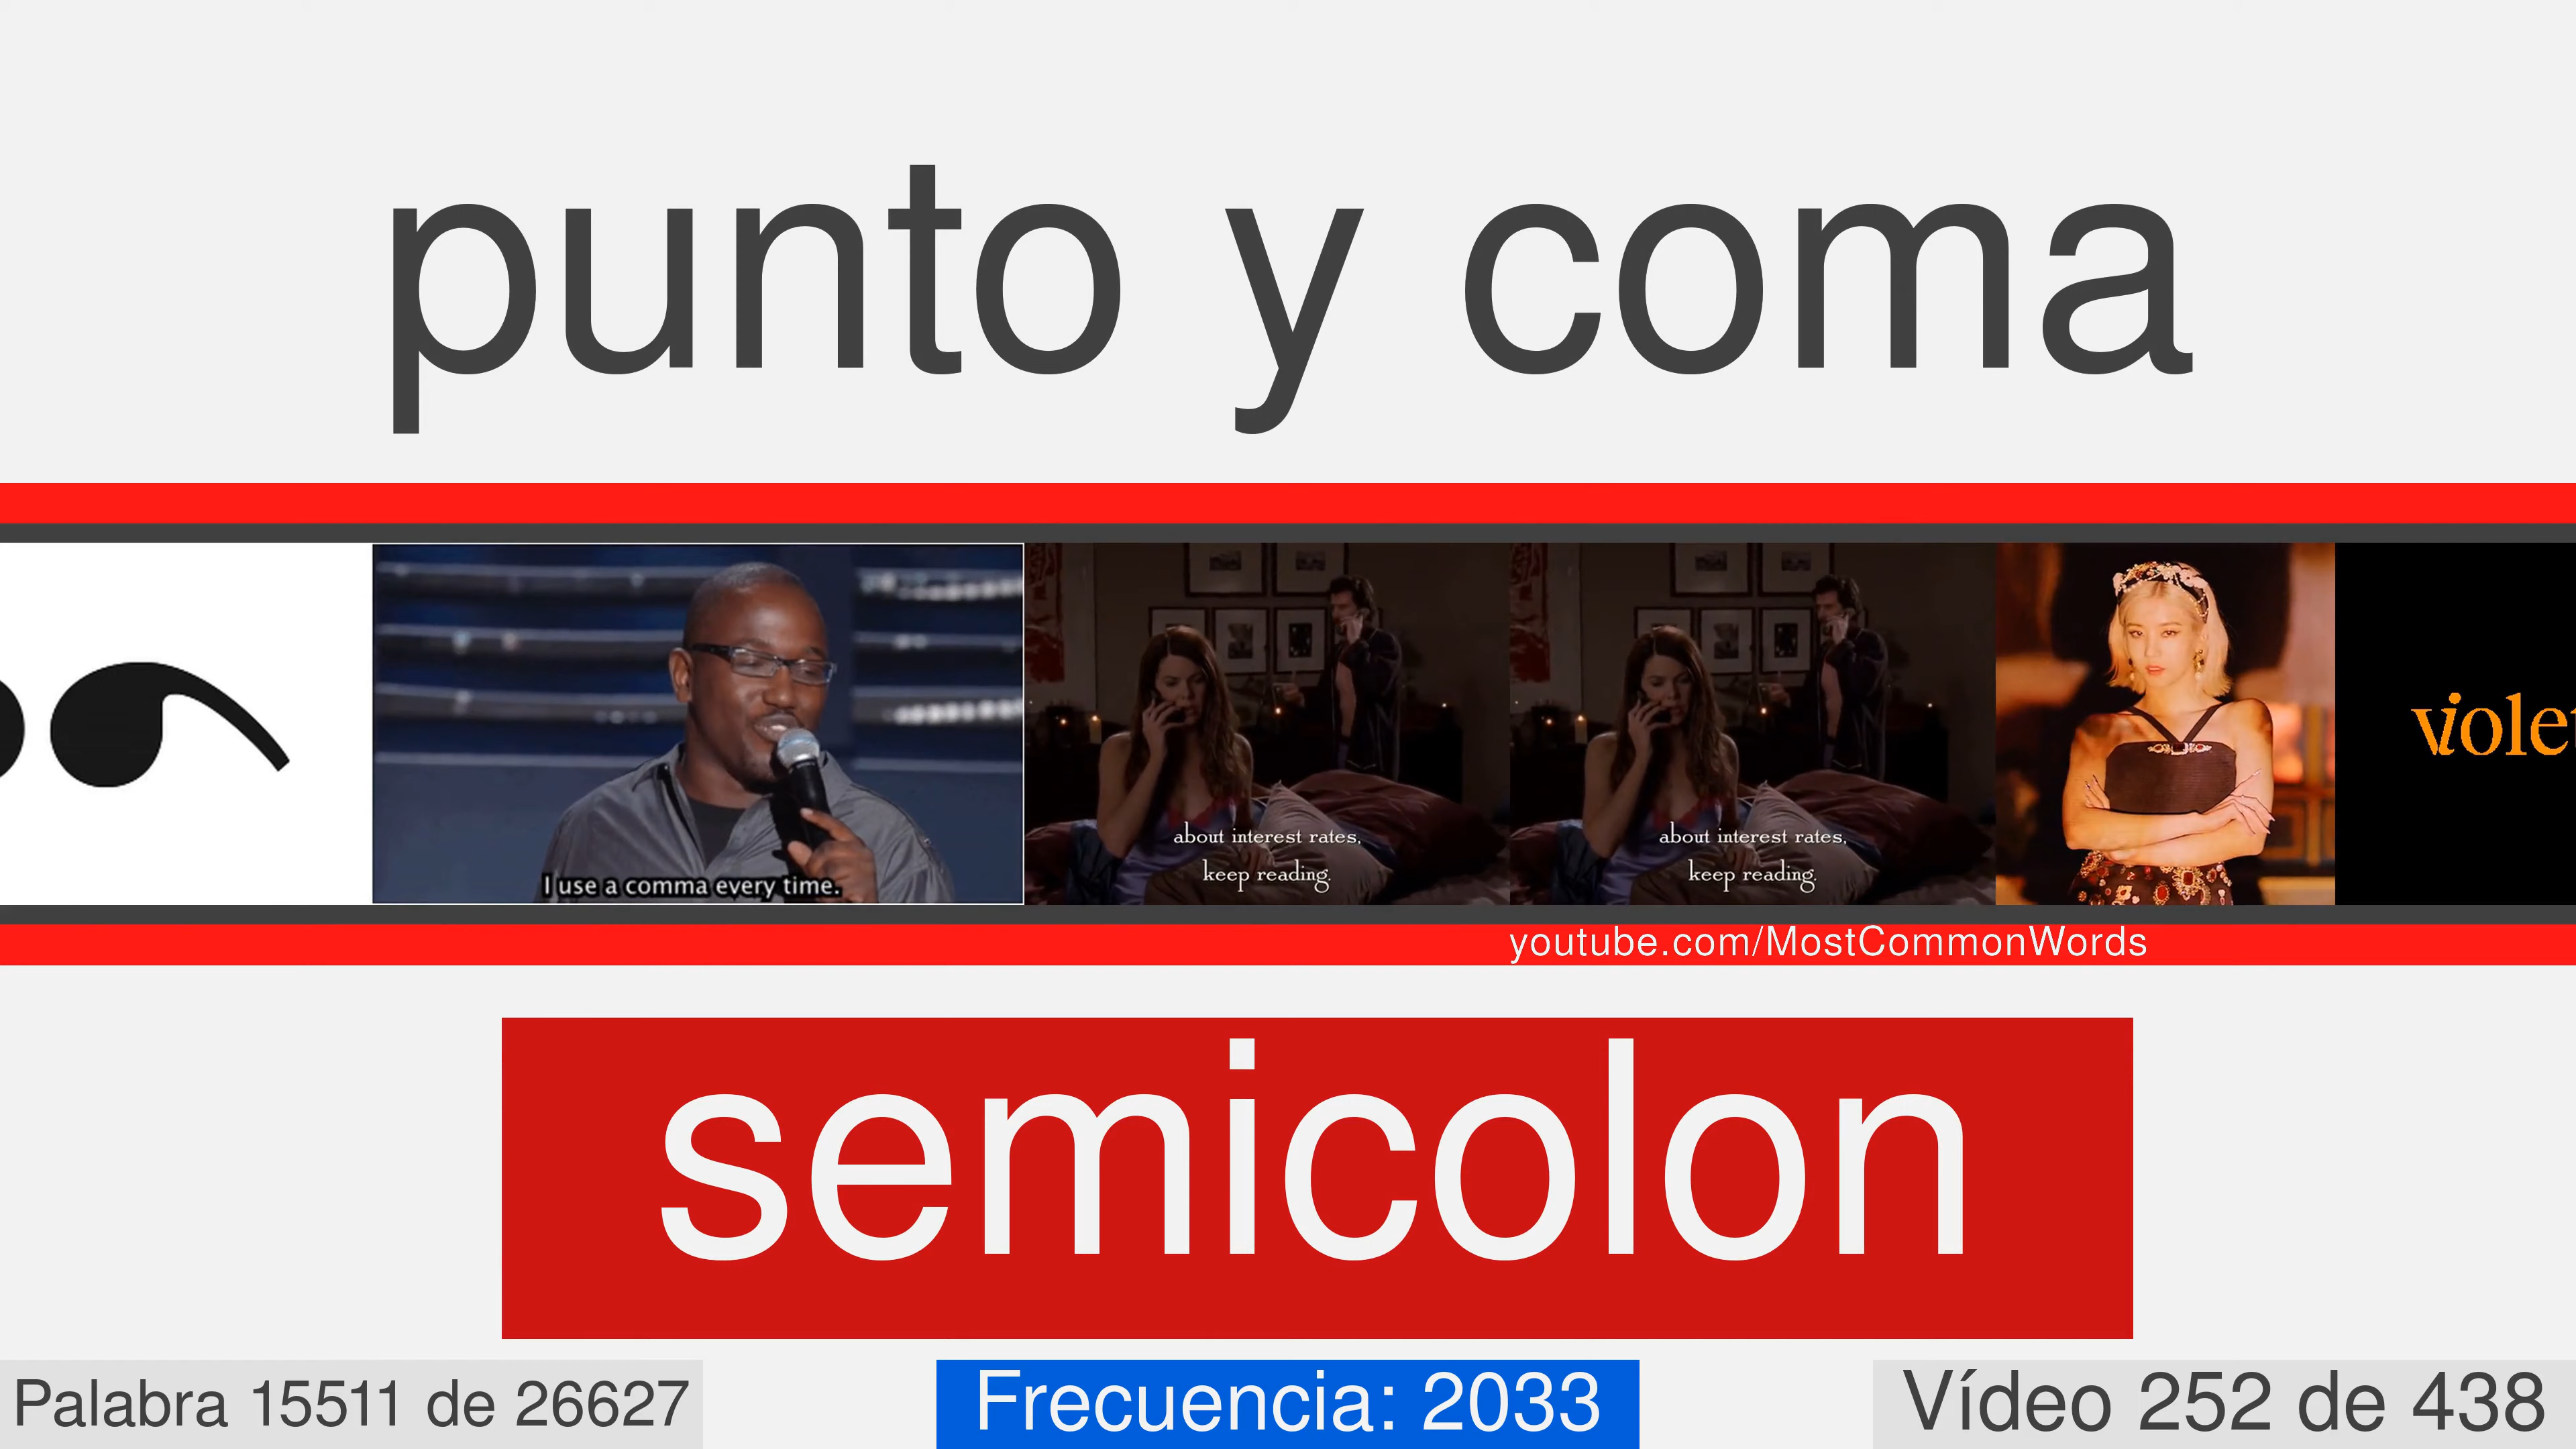 punto y coma
I use a comma every time.
about interest rates,
keep reading.
about interest rates,
keep reading.
youtube.com/MostCommonWords
semicolon
Palabra 15511 de 26627
Frecuencia: 2033
Vídeo 252 de 438